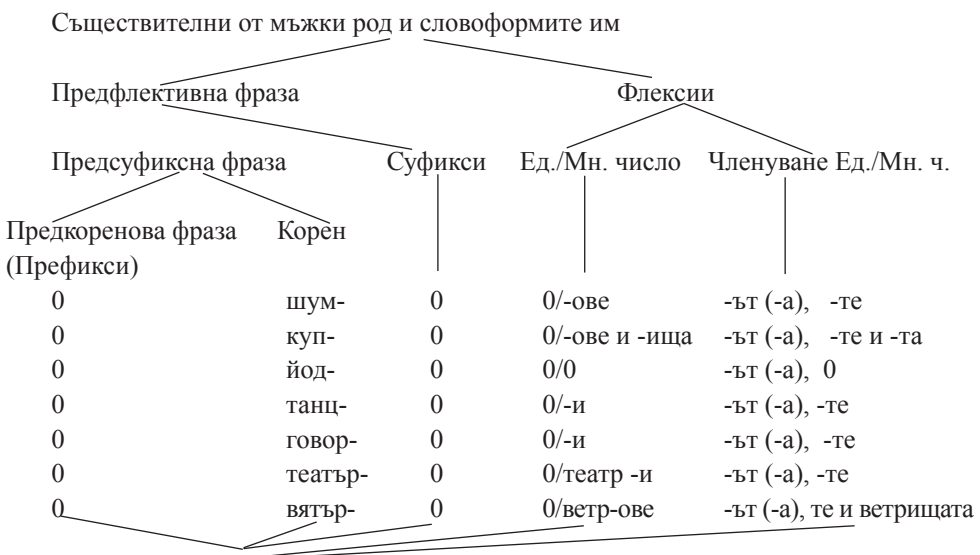 Съществителни от мъжки род и словоформите им
Предфлективна фраза Флексии
Предсуфиксна фраза Суфикси Ед./Мн. число Членуване Ед./Мн. ч.
Предкоренова фраза Корен
(Префикси)
0 шум- 0 0/-ове -ът (-а), -те
0 куп- 0 0/-ове и -ища -ът (-а), -те и -та
0 йод- 0 0/0 -ът (-а), 0
0 танц- 0 0/-и -ът (-а), -те
0 говор- 0 0/-и -ът (-а), -те
0 театър- 0 0/театр -и -ът (-а), -те
0 вятър- 0 0/ветр-ове -ът (-а), те и ветрищата